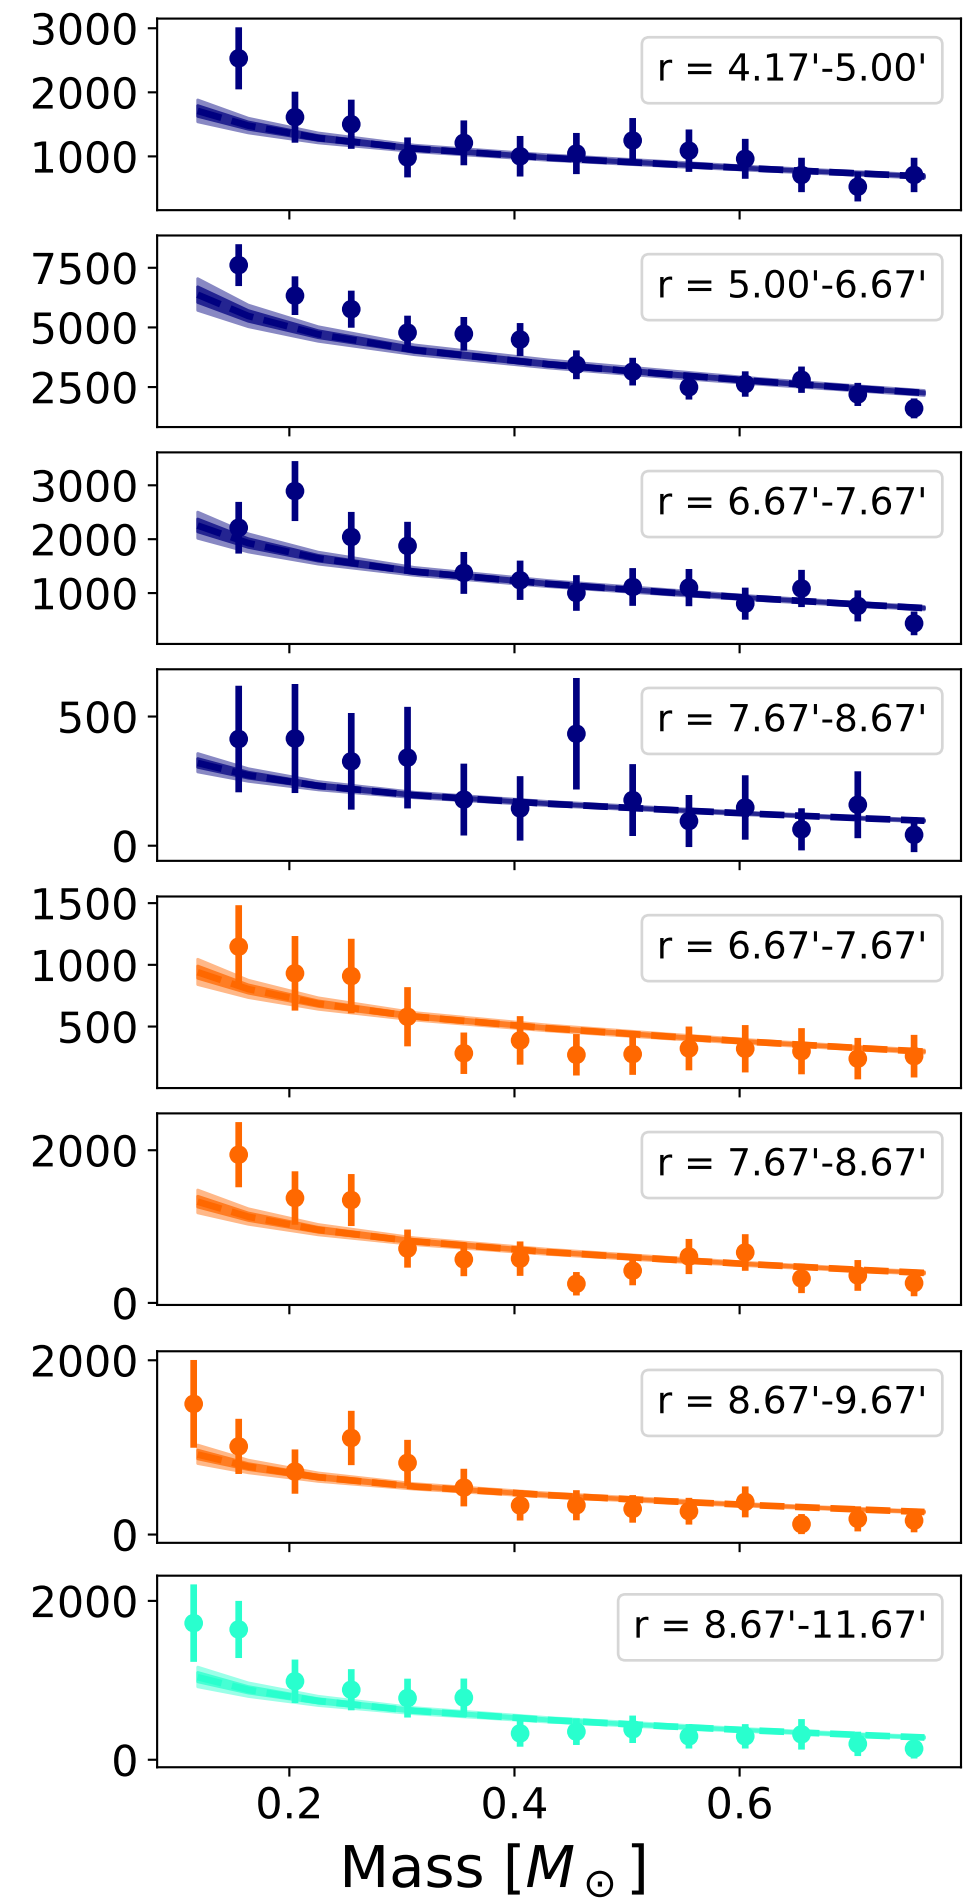 3000
r = 4.17'-5.00'
2000
1000
7500
r = 5.00'-6.67'
5000
2500
3000
r = 6.67'-7.67'
2000
1000
r = 7.67'-8.67'
500
0
1500
r = 6.67'-7.67'
1000
500
r = 7.67'-8.67'
2000
0
2000
r = 8.67'-9.67'
0
2000
r = 8.67'-11.67'
0
0.2 0.4 0.6
Mass [M⊙]